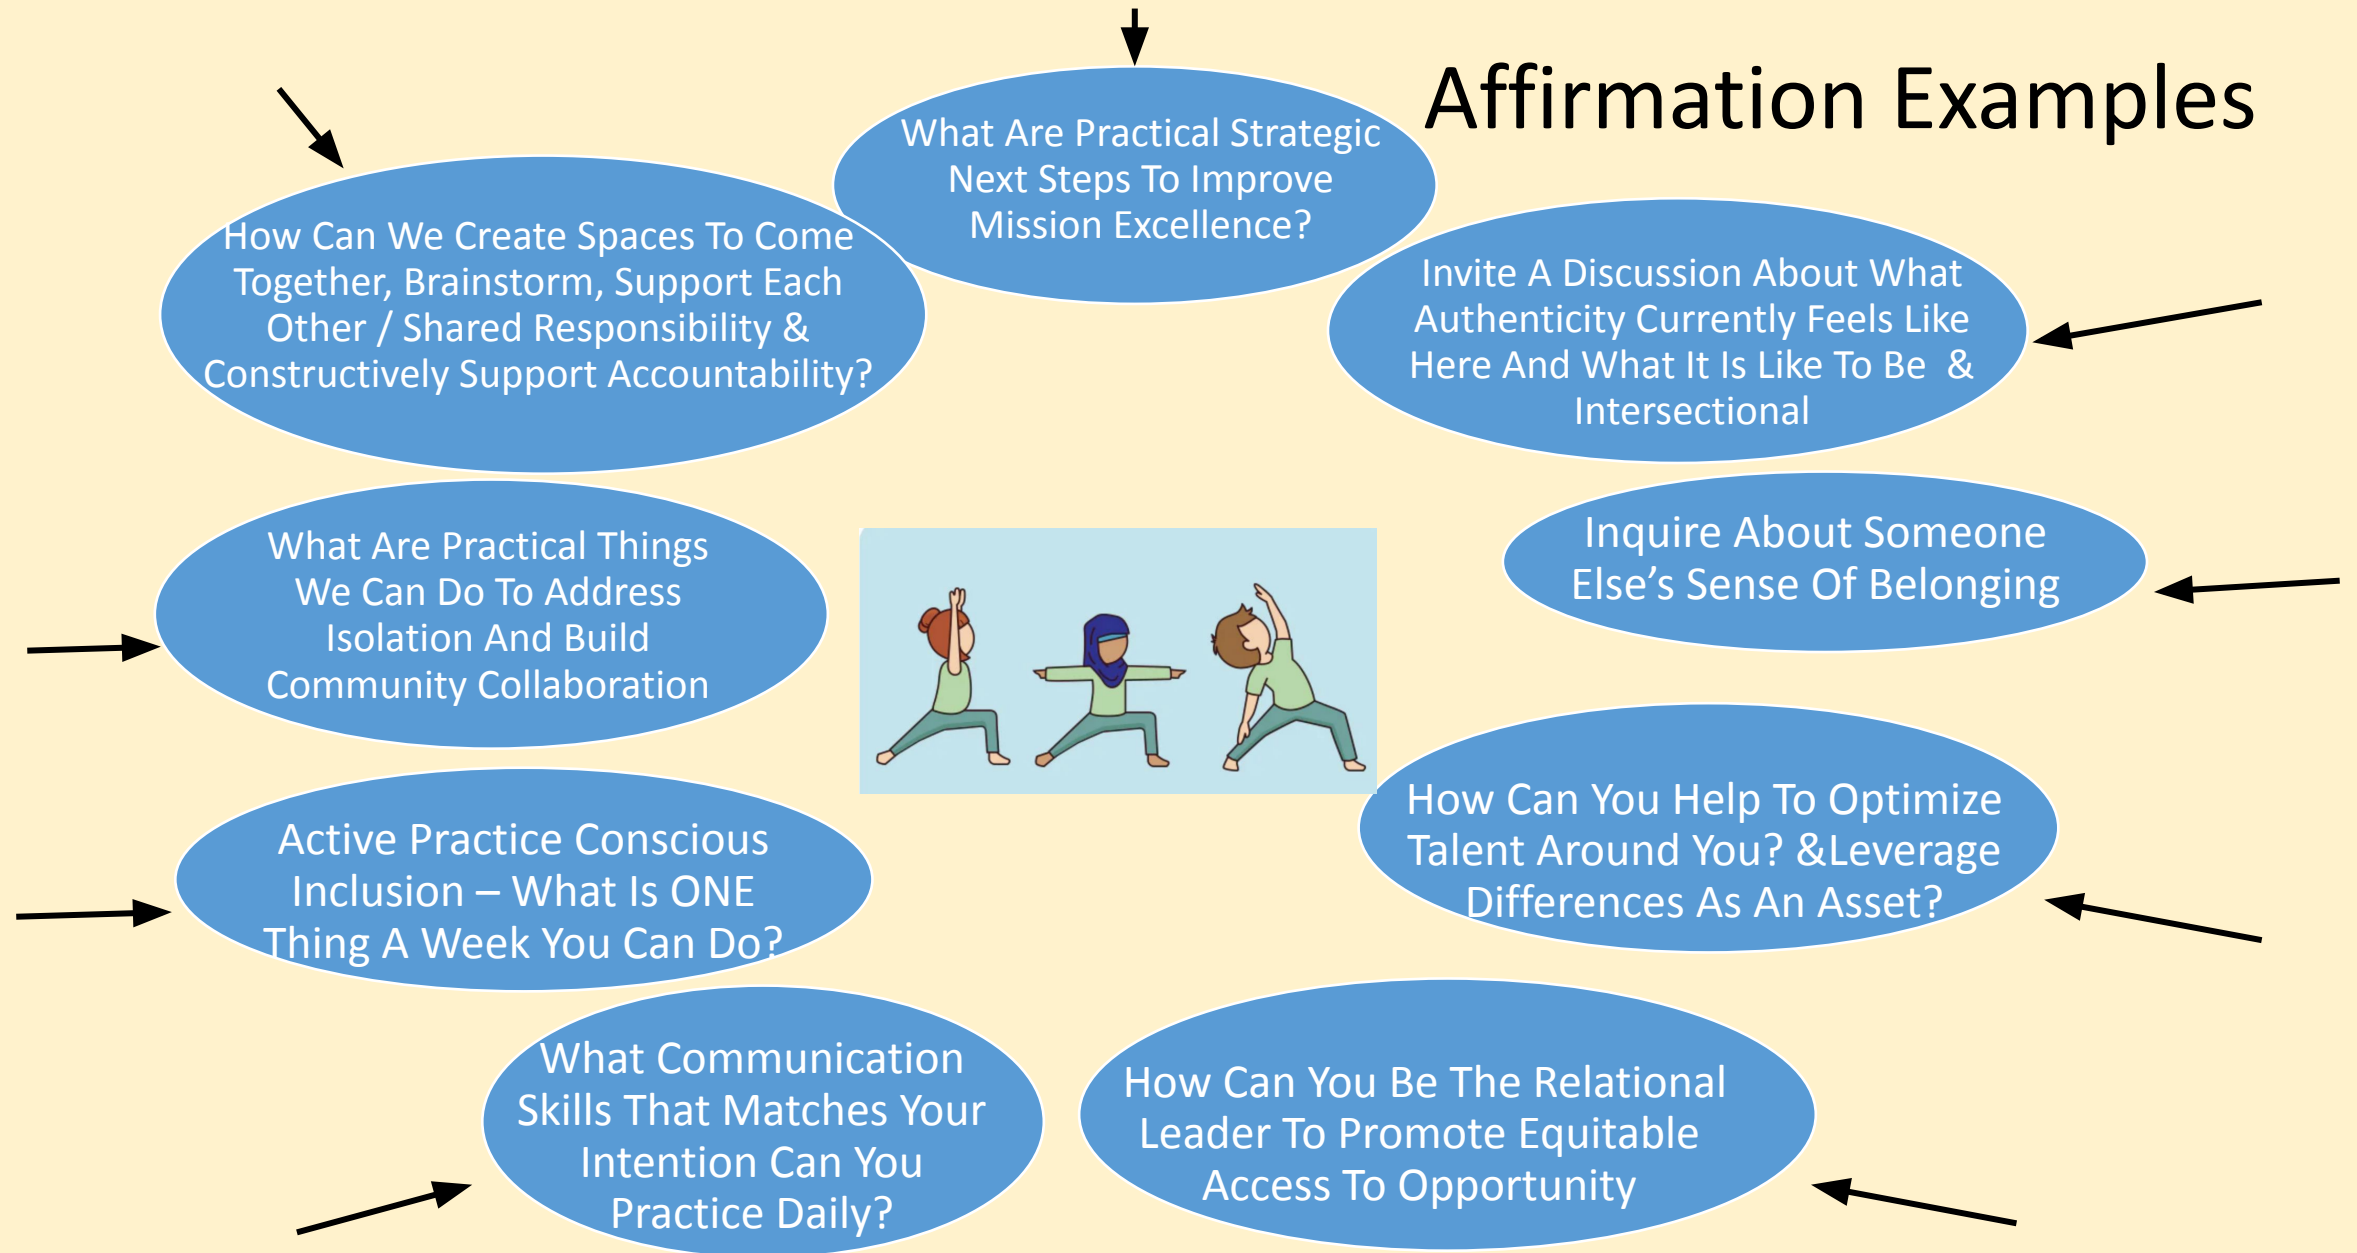 Affirmation Examples
What Are Practical Strategic
Next Steps To Improve
Mission Excellence?
How Can We Create Spaces To Come
Together, Brainstorm, Support Each
Other / Shared Responsibility &
Constructively Support Accountability?
Invite A Discussion About What
Authenticity Currently Feels Like
Here And What It Is Like To Be  &
Intersectional
What Are Practical Things
We Can Do To Address
Isolation And Build
Community Collaboration
Inquire About Someone
Else’s Sense Of Belonging
Active Practice Conscious
Inclusion – What Is ONE
Thing A Week You Can Do?
How Can You Help To Optimize
Talent Around You? &Leverage
Differences As An Asset?
What Communication
Skills That Matches Your
Intention Can You
Practice Daily?
How Can You Be The Relational
Leader To Promote Equitable
Access To Opportunity